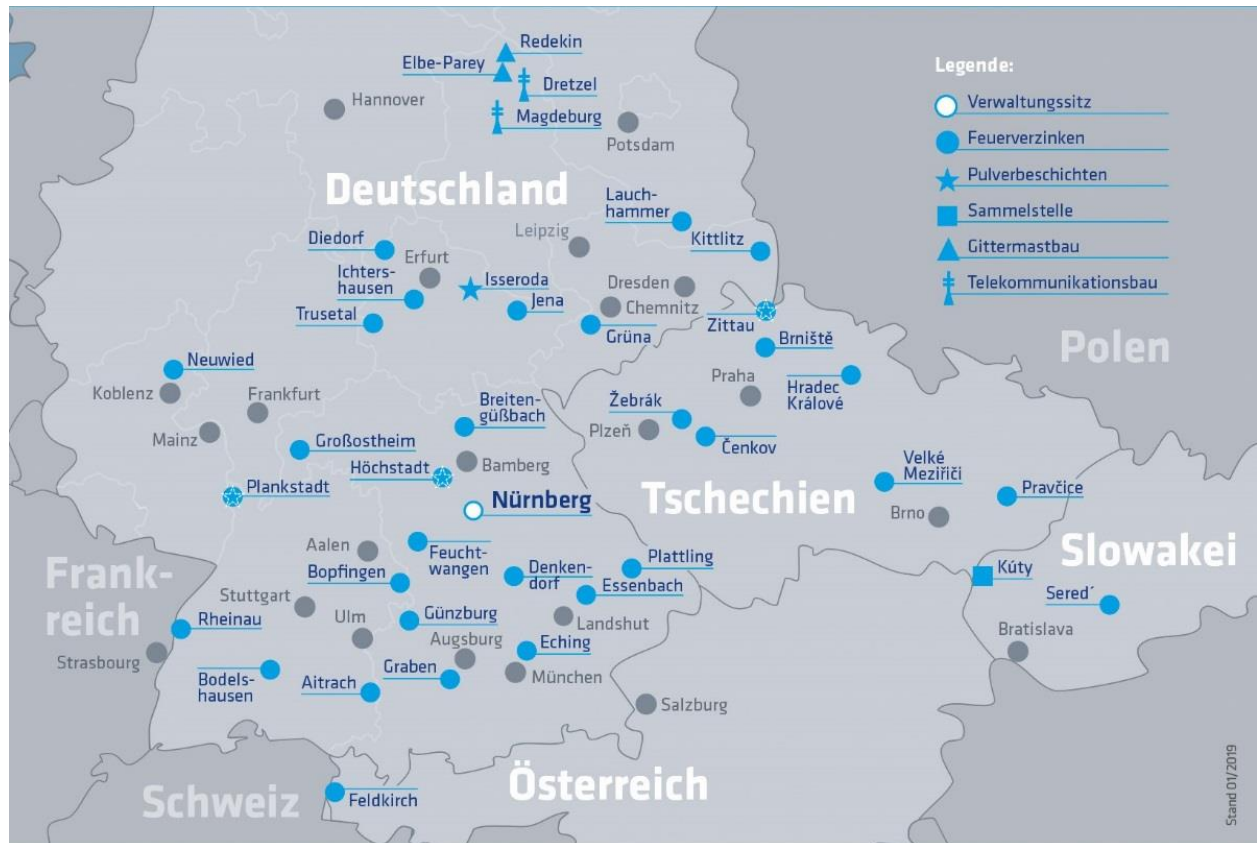 Redekin
Elbe-Parey
Dretzel
Hannover
Magdeburg
Potsdam
Legende:
Verwaltungssitz
Feuerverzinken
Pulverbeschichten
Sammelstelle
Gittermastbau
Telekommunikationsbau
Deutschland
Lauch-
hammer
Leipzig
Kittlitz
Diedorf
Erfurt
Ichters-
hausen
Isseroda
Jena
Dresden
Chemnitz
Trusetal
Grüna
Zittau
Polen
Brniště
Neuwied
Koblenz
Frankfurt
Praha
Hradec
Králové
Breiten-
güßbach
Žebrák
Mainz
Plzeň
Čenkov
Großostheim
Höchstadt
Bamberg
Velké
Meziřiči
Plankstadt
Nürnberg
Tschechien
Pravčice
Brno
Aalen
Feucht-
wangen
Plattling
Slowakei
Frank-
reich
Bopfingen
Denken-
dorf
Essenbach
Kúty
Stuttgart
Sered´
Rheinau
Ulm
Günzburg
Landshut
Augsburg
Bratislava
Strasbourg
Eching
Bodels-
hausen
Aitrach
Graben
München
Salzburg
Österreich
Schweiz
Feldkirch
Stand 01/2019